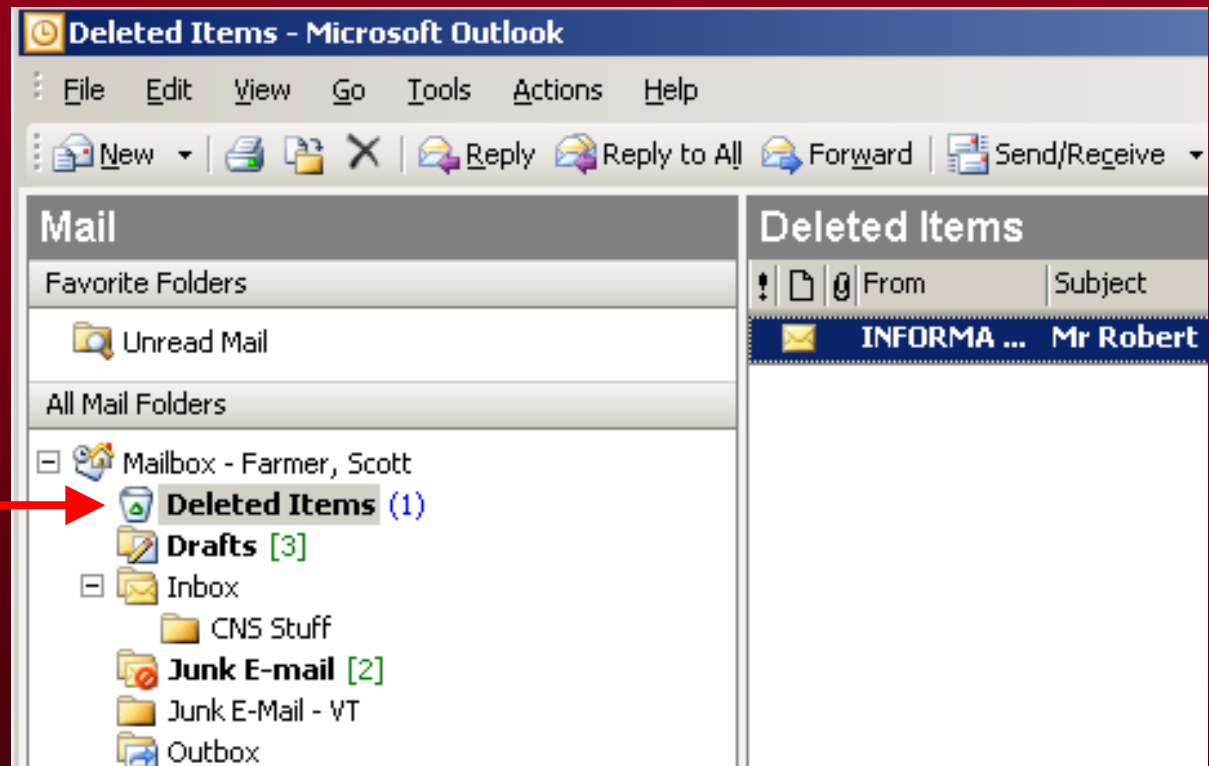 Deleted Items - Microsoft Outlook
File Edit View Go Tools Actions Help
New Reply Reply to All Forward Send/Receive
Mail
Favorite Folders
Unread Mail
All Mail Folders
Mailbox - Farmer, Scott
Deleted Items (1)
Drafts [3]
Inbox
CNS Stuff
Junk E-mail [2]
Junk E-Mail - VT
Outbox
Deleted Items
! From Subject
INFORMA ... Mr Robert